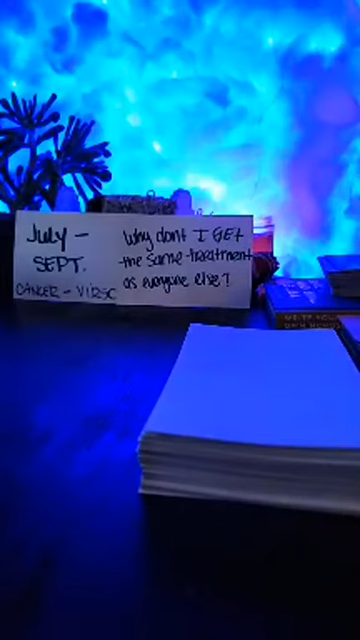 July –
SEPT.
CANCER – VIRGO
Why don't I GET
the same treatment
as everyone else?